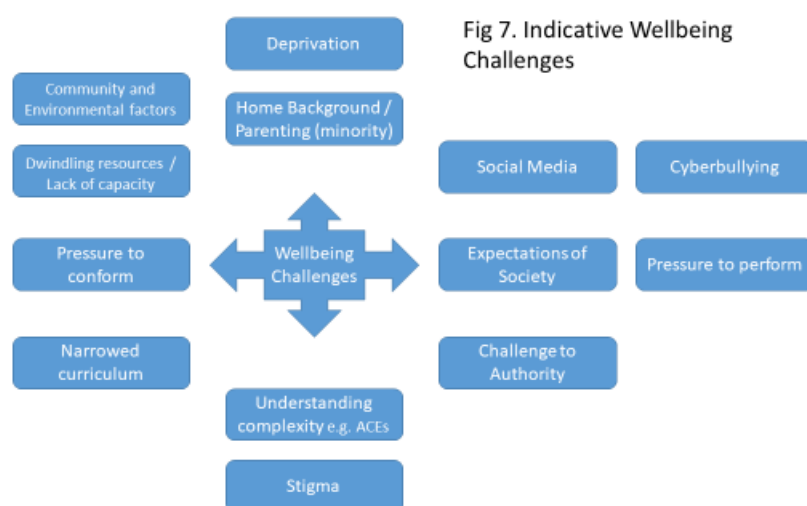 Fig 7. Indicative Wellbeing
Challenges
Deprivation
Home Background /
Parenting (minority)
Community and
Environmental factors
Dwindling resources /
Lack of capacity
Pressure to
conform
Narrowed
curriculum
Wellbeing
Challenges
Social Media
Cyberbullying
Expectations of
Society
Pressure to perform
Challenge to
Authority
Understanding
complexity e.g. ACEs
Stigma